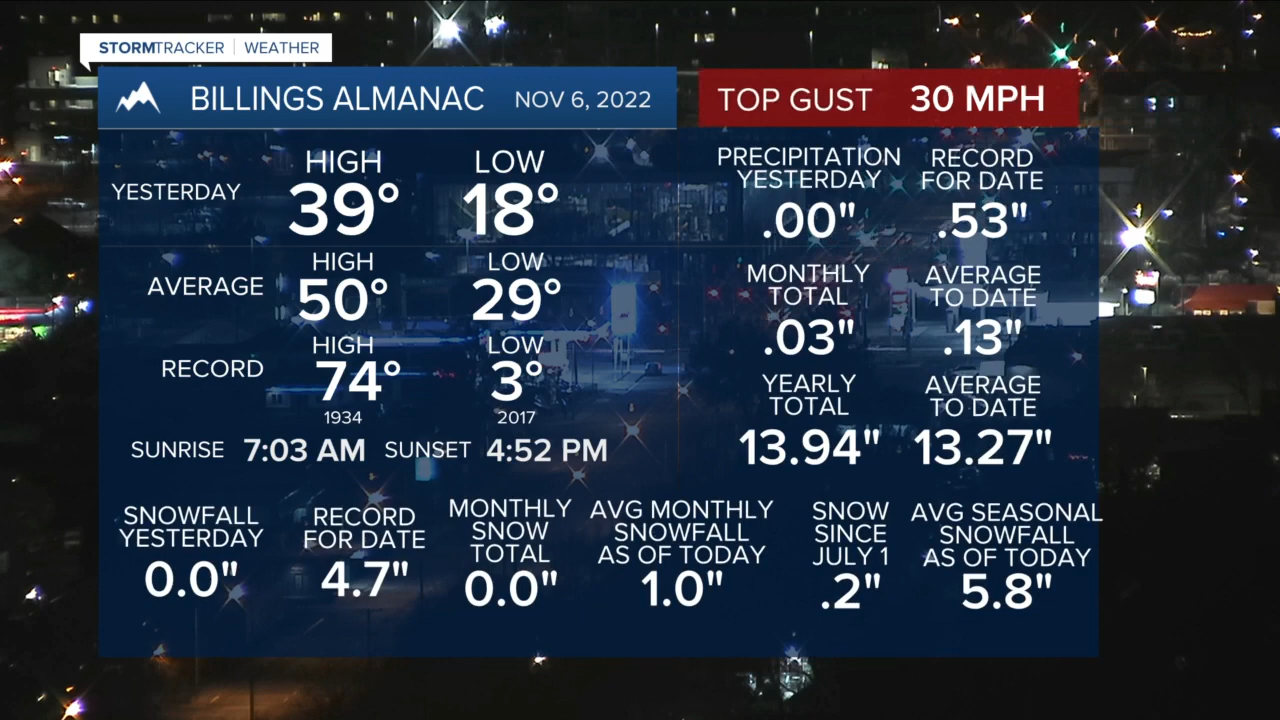 STORMTRACKER | WEATHER
BILLINGS ALMANAC NOV 6, 2022
TOP GUST 30 MPH
HIGH LOW
YESTERDAY 39° 18°
HIGH LOW
AVERAGE 50° 29°
HIGH LOW
RECORD 74° 3°
1934 2017
SUNRISE 7:03 AM SUNSET 4:52 PM
PRECIPITATION
YESTERDAY
.00"
RECORD
FOR DATE
.53"
MONTHLY
TOTAL
.03"
AVERAGE
TO DATE
.13"
YEARLY
TOTAL
13.94"
AVERAGE
TO DATE
13.27"
SNOWFALL
YESTERDAY
0.0"
RECORD
FOR DATE
4.7"
MONTHLY
SNOW
TOTAL
0.0"
AVG MONTHLY
SNOWFALL
AS OF TODAY
1.0"
SNOW
SINCE
JULY 1
.2"
AVG SEASONAL
SNOWFALL
AS OF TODAY
5.8"